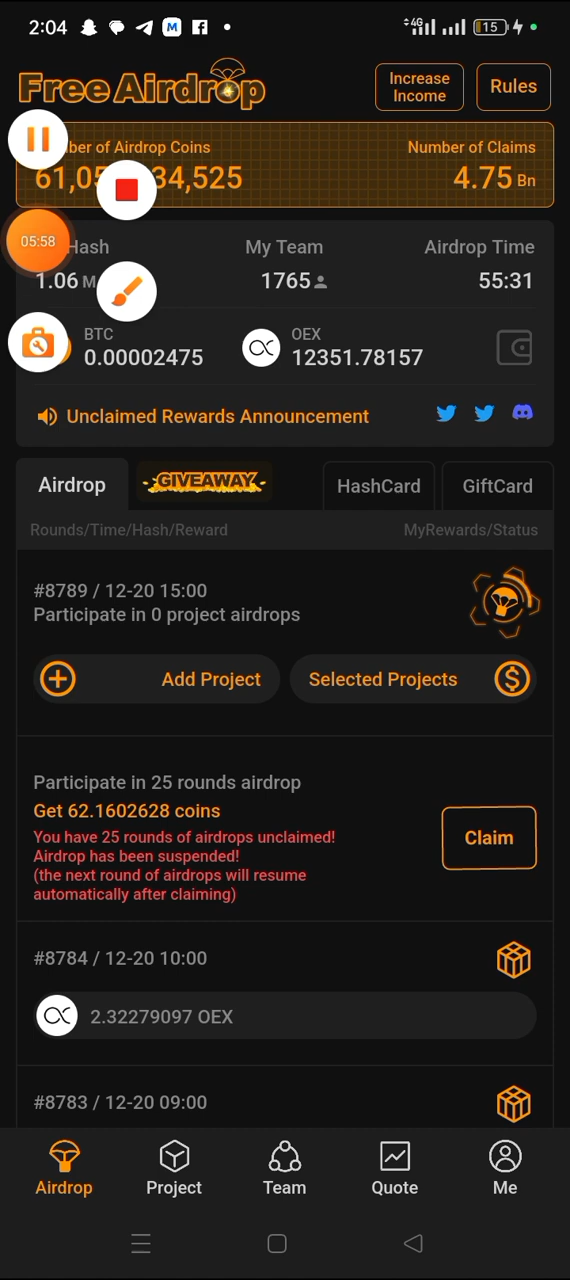 2:04
4G
15
Free Airdrop
Increase Income
Rules
Airdrop Coins
Number of Claims
34,525
4.75 Bn
05:58
Hash
My Team
Airdrop Time
1.06 M
1765
55:31
BTC
OEX
0.00002475
12351.78157
Unclaimed Rewards Announcement
Airdrop
GIVEAWAY
HashCard
GiftCard
Rounds/Time/Hash/Reward
MyRewards/Status
#8789 / 12-20 15:00
Participate in 0 project airdrops
Add Project
Selected Projects
Participate in 25 rounds airdrop
Get 62.1602628 coins
You have 25 rounds of airdrops unclaimed!
Airdrop has been suspended!
(the next round of airdrops will resume
automatically after claiming)
Claim
#8784 / 12-20 10:00
2.32279097 OEX
#8783 / 12-20 09:00
Airdrop
Project
Team
Quote
Me